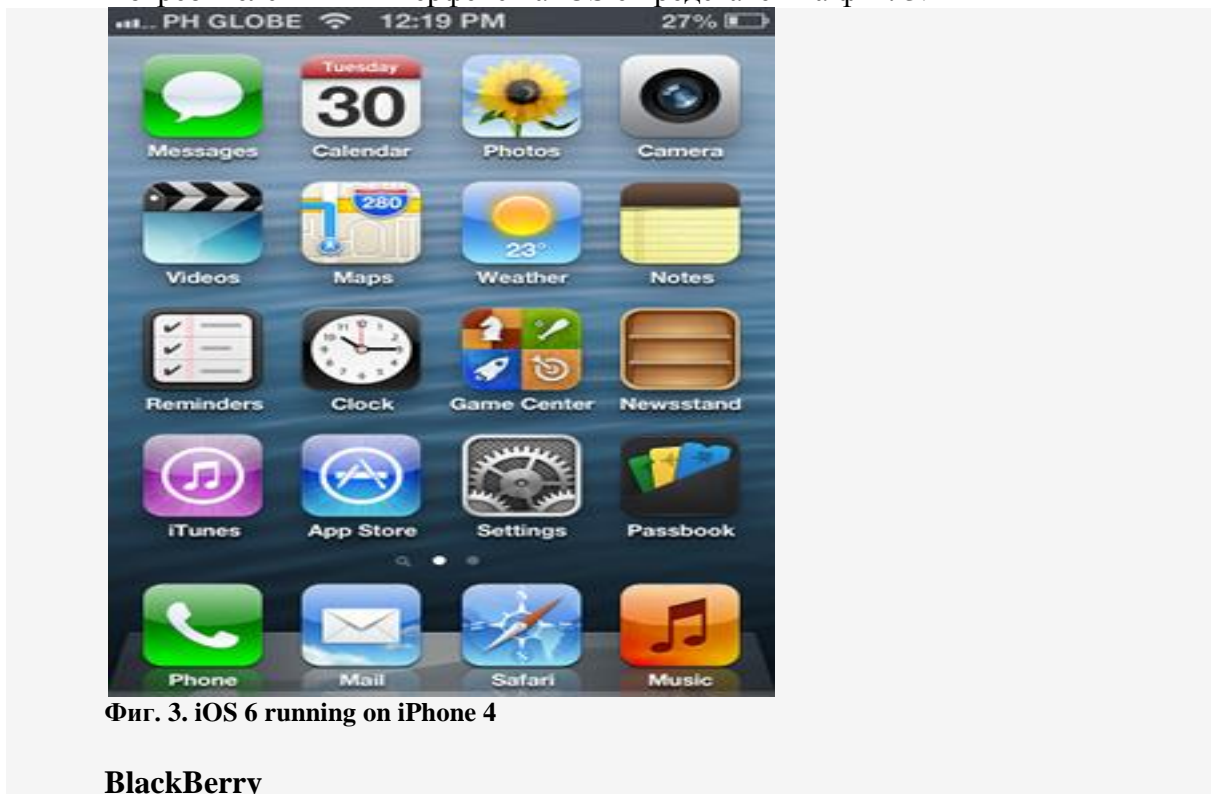 PH GLOBE 12:19 PM 27%
Tuesday
30
Messages Calendar Photos Camera
280
23°
Videos Maps Weather Notes
Reminders Clock Game Center Newsstand
iTunes App Store Settings Passbook
Phone Mail Safari Music
Фиг. 3. iOS 6 running on iPhone 4
BlackBerry